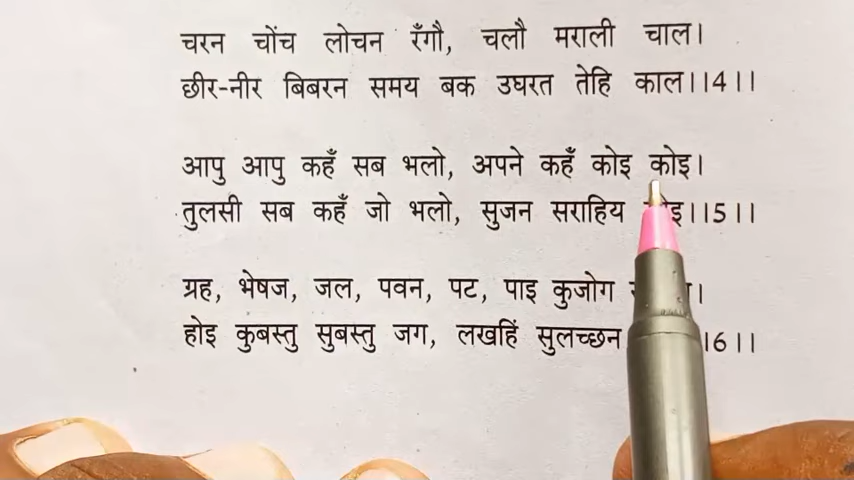 चरन चोंच लोचन रँगौ, चलौ मराली चाल।
छीर-नीर बिबरन समय बक उघरत तेहि काल।।4।।
आपु आपु कहँ सब भलो, अपने कहँ कोइ कोइ।
तुलसी सब कहँ जो भलो, सुजन सराहिय ।।5।।
ग्रह, भेषज, जल, पवन, पट, पाइ कुजोग ।
होइ कुबस्तु सुबस्तु जग, लखहिं सुलच्छन ।6।।